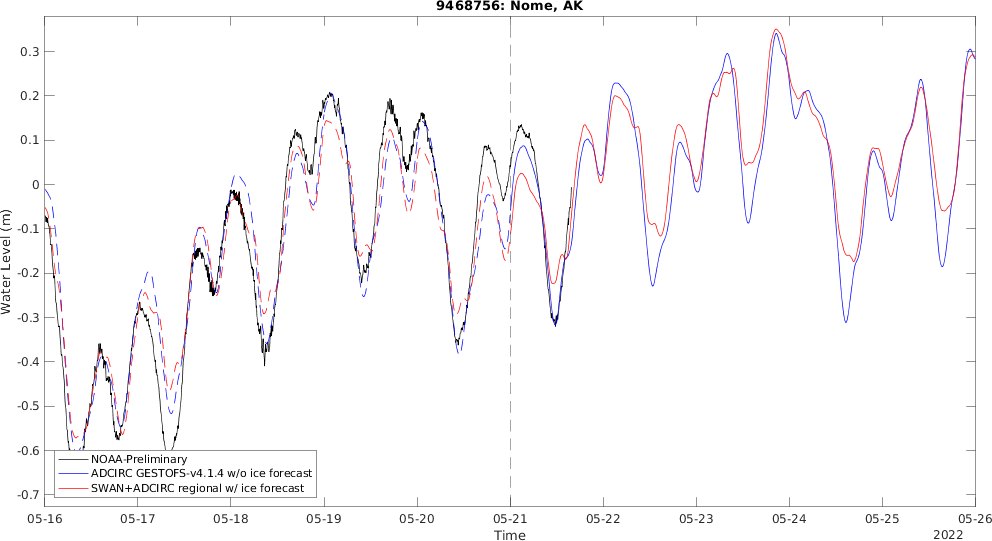 9468756: Nome, AK
0.3
0.2
0.1
0
-0.1
-0.2
-0.3
-0.4
-0.5
-0.6
-0.7
Water Level (m)
NOAA-Preliminary
ADCIRC GESTOFS-v4.1.4 w/o ice forecast
SWAN+ADCIRC regional w/ ice forecast
05-16 05-17 05-18 05-19 05-20 05-21 05-22 05-23 05-24 05-25 05-26
Time
2022